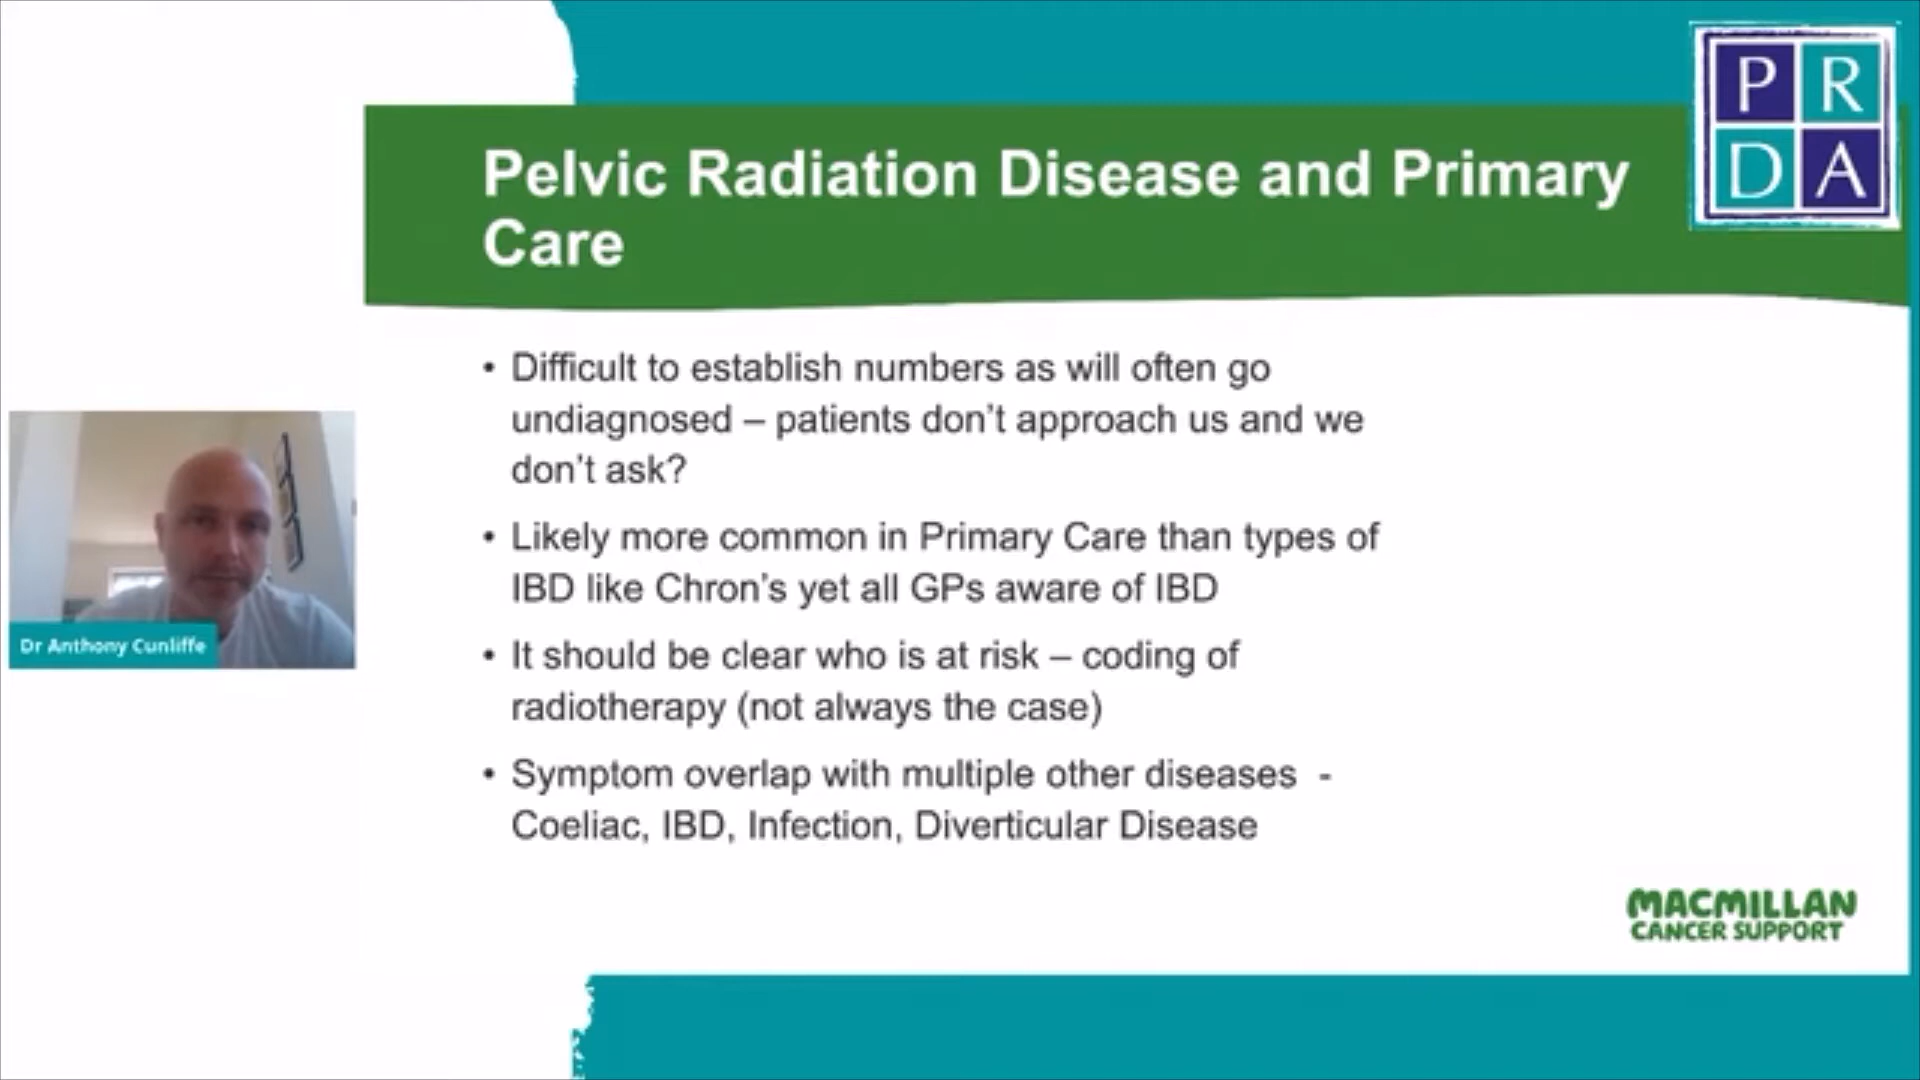 P R
D A
Pelvic Radiation Disease and Primary
Care
• Difficult to establish numbers as will often go
undiagnosed – patients don’t approach us and we
don’t ask?
• Likely more common in Primary Care than types of
IBD like Chron’s yet all GPs aware of IBD
• It should be clear who is at risk – coding of
radiotherapy (not always the case)
• Symptom overlap with multiple other diseases -
Coeliac, IBD, Infection, Diverticular Disease
Dr Anthony Cunliffe
MACMILLAN
CANCER SUPPORT